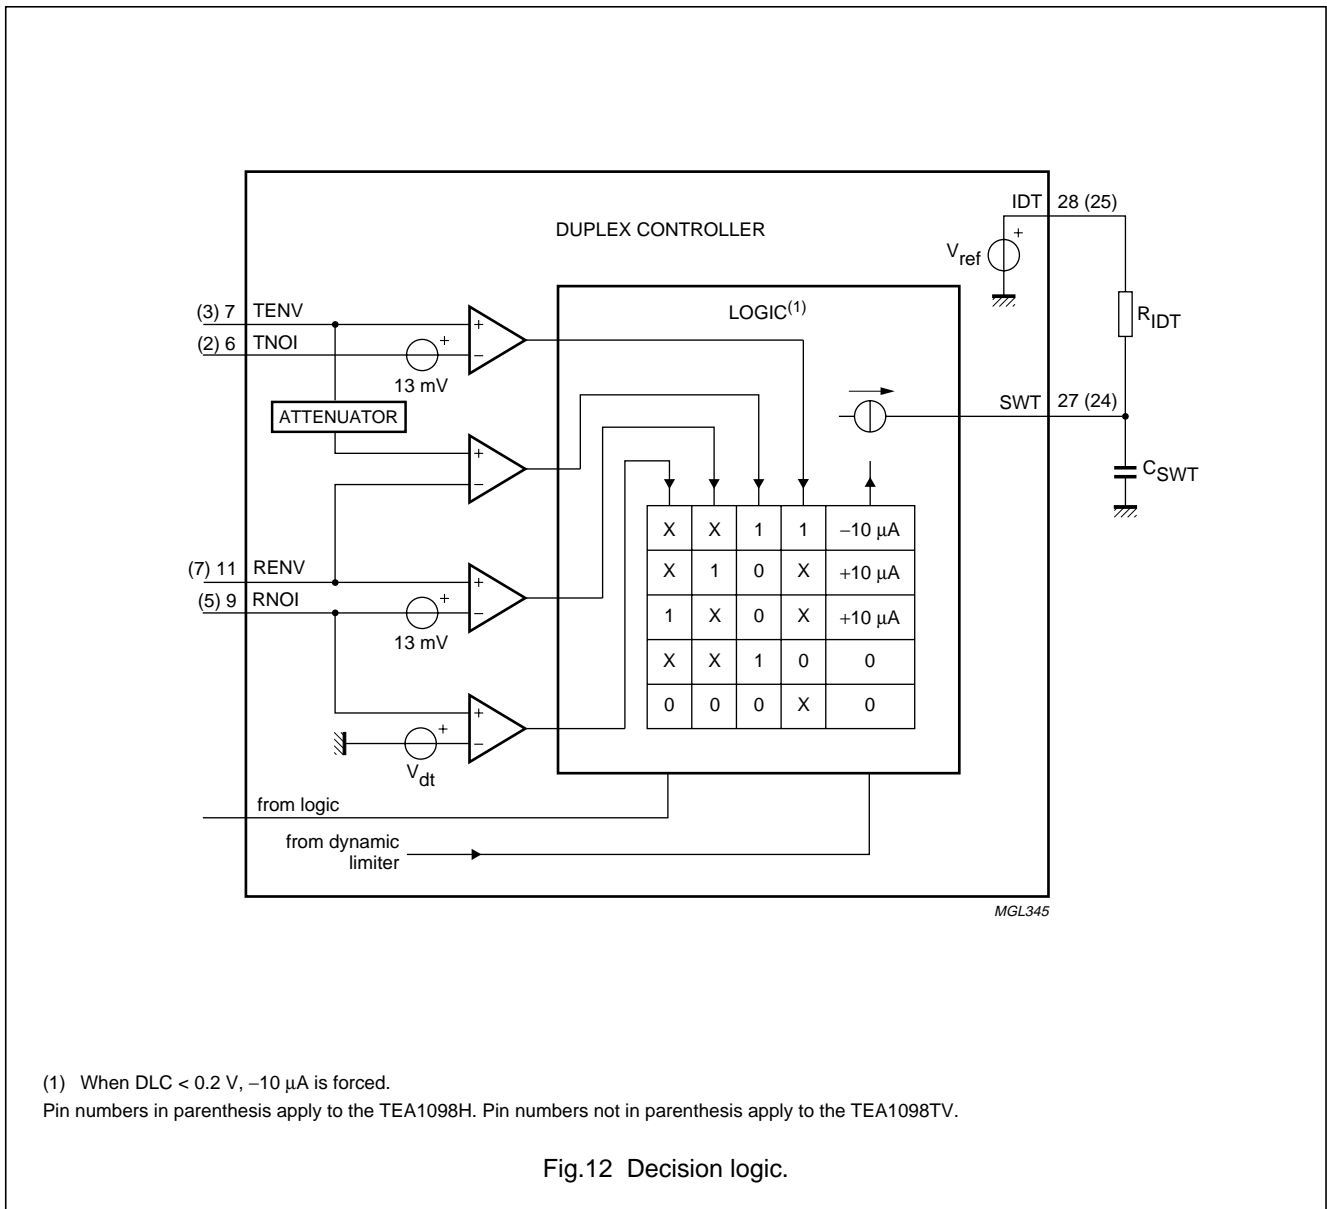 DUPLEX CONTROLLER
IDT 28 (25)
Vref
+
(3) 7 TENV
(2) 6 TNOI
+
−
+
13 mV
LOGIC(1)
RIDT
ATTENUATOR
SWT 27 (24)
+
−
CSWT
X X 1 1 −10 µA
X 1 0 X +10 µA
1 X 0 X +10 µA
X X 1 0 0
0 0 0 X 0
(7) 11 RENV
(5) 9 RNOI
+
−
+
13 mV
+
−
+
Vdt
from logic
from dynamic
limiter
MGL345
(1) When DLC < 0.2 V, −10 µA is forced.
Pin numbers in parenthesis apply to the TEA1098H. Pin numbers not in parenthesis apply to the TEA1098TV.
Fig.12 Decision logic.